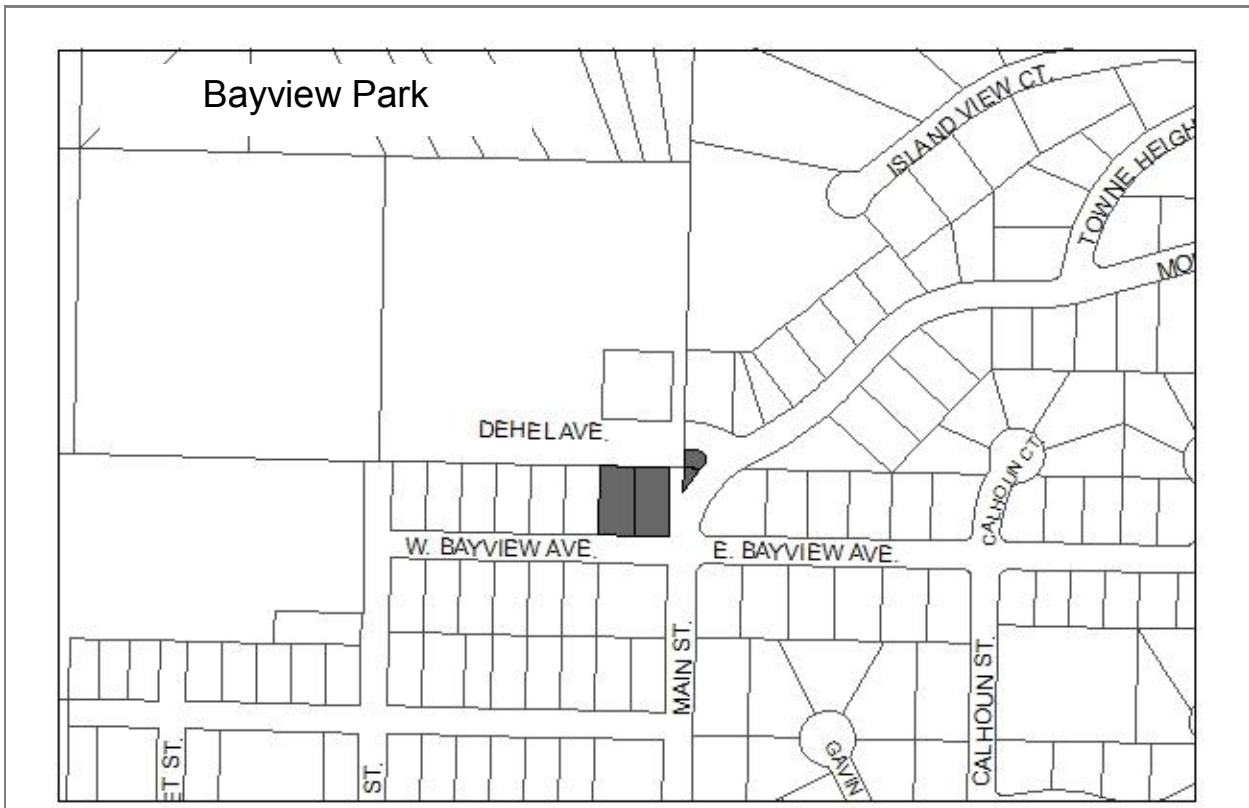 Bayview Park
ISLAND VIEW CT.
TOWNE HEIGH
MO
DEHEL AVE.
CALHOUN CT.
W. BAYVIEW AVE.
E. BAYVIEW AVE.
MAIN ST.
CALHOUN ST.
ET ST.
ST.
GAVIN